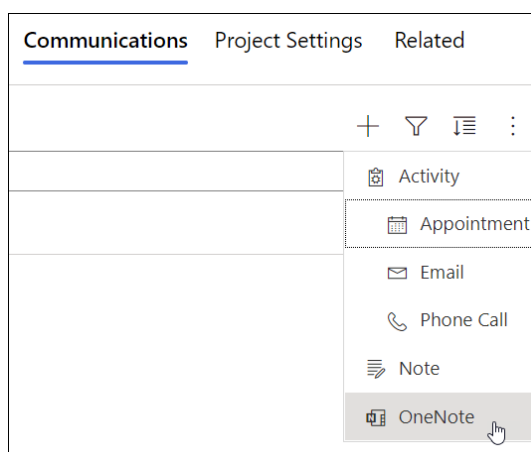 Communications Project Settings Related
Activity
Appointment
Email
Phone Call
Note
OneNote